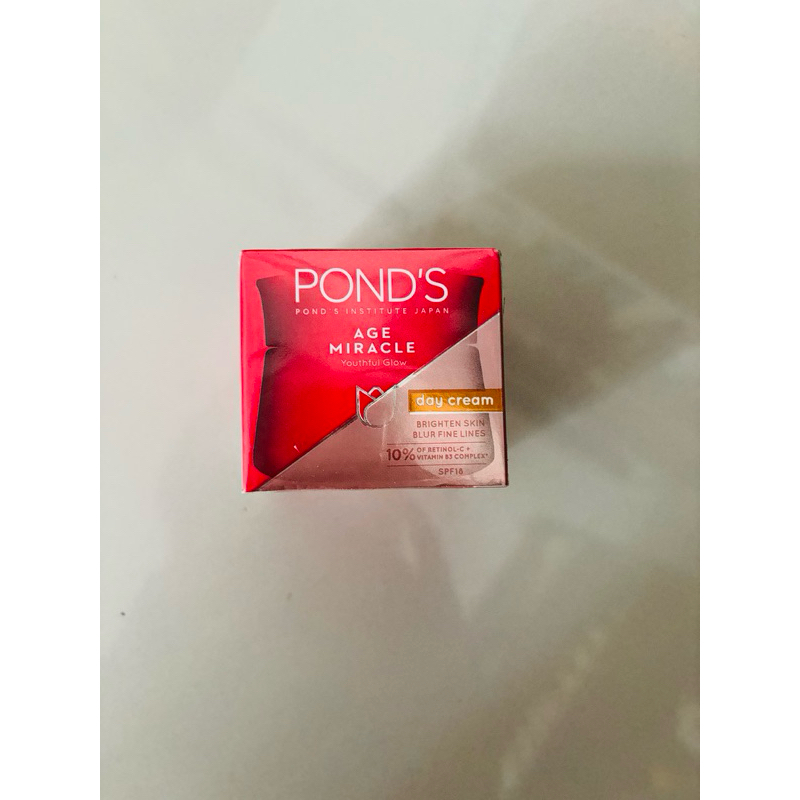 POND'S
POND'S INSTITUTE JAPAN
AGE
MIRACLE
Youthful Glow
day cream
BRIGHTEN SKIN
BLUR FINE LINES
10% OF RETINOL-C +
VITAMIN B3 COMPLEX*
SPF18